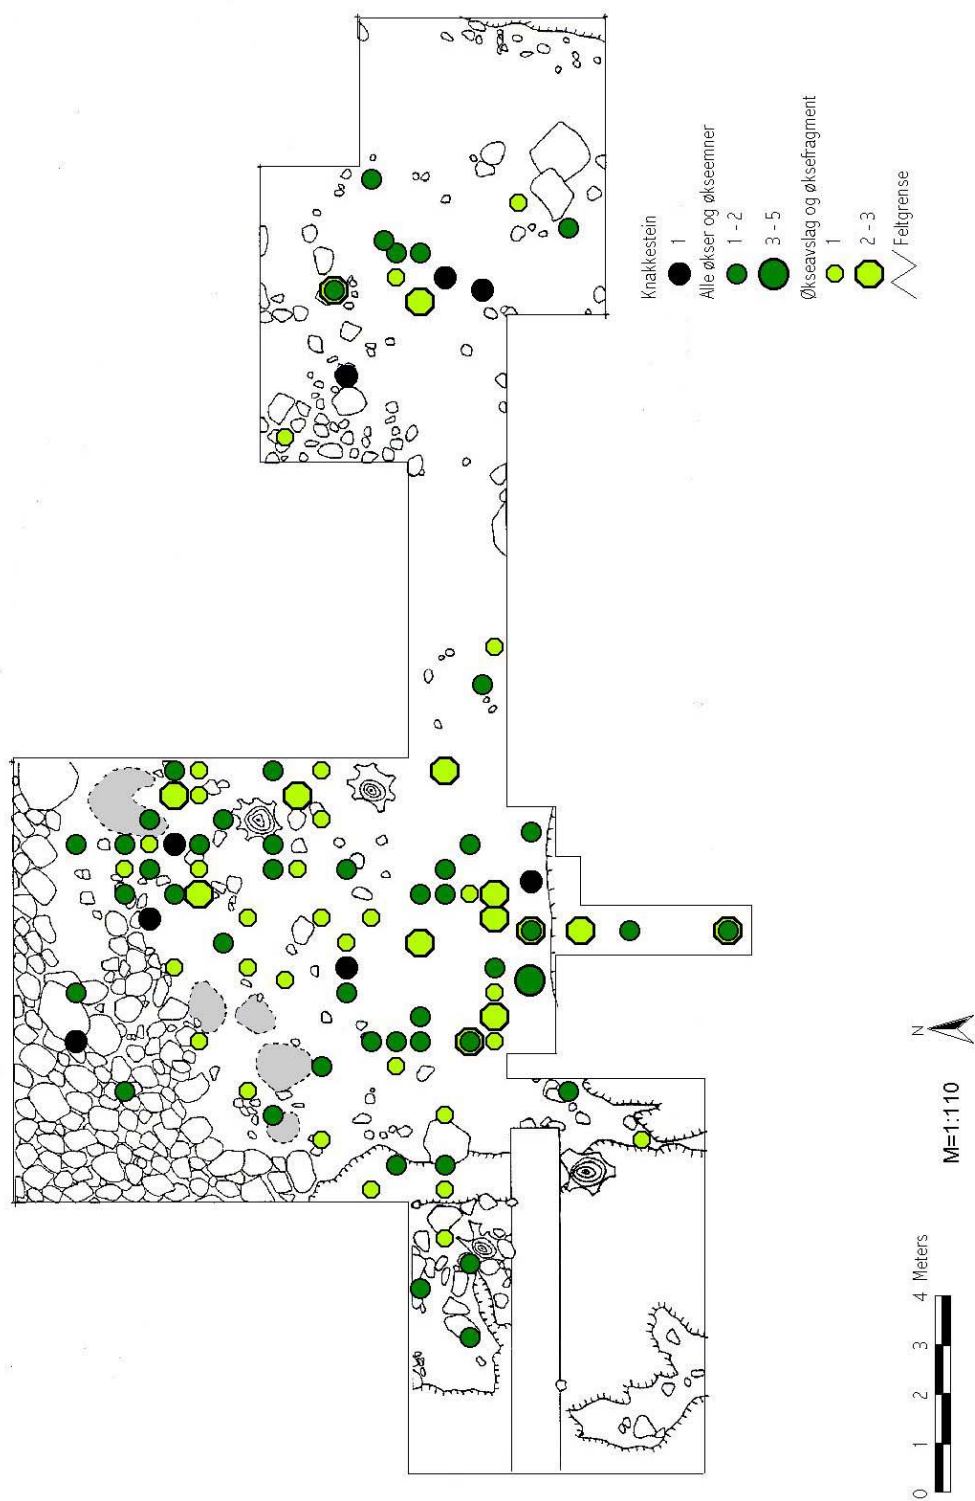 Knakkestein
1
Alle økser og økseemner
1 - 2
3 - 5
Økseavslag og øksefragment
1
2 - 3
Feltgrense
N
M=1:110
0 1 2 3 4 Meters